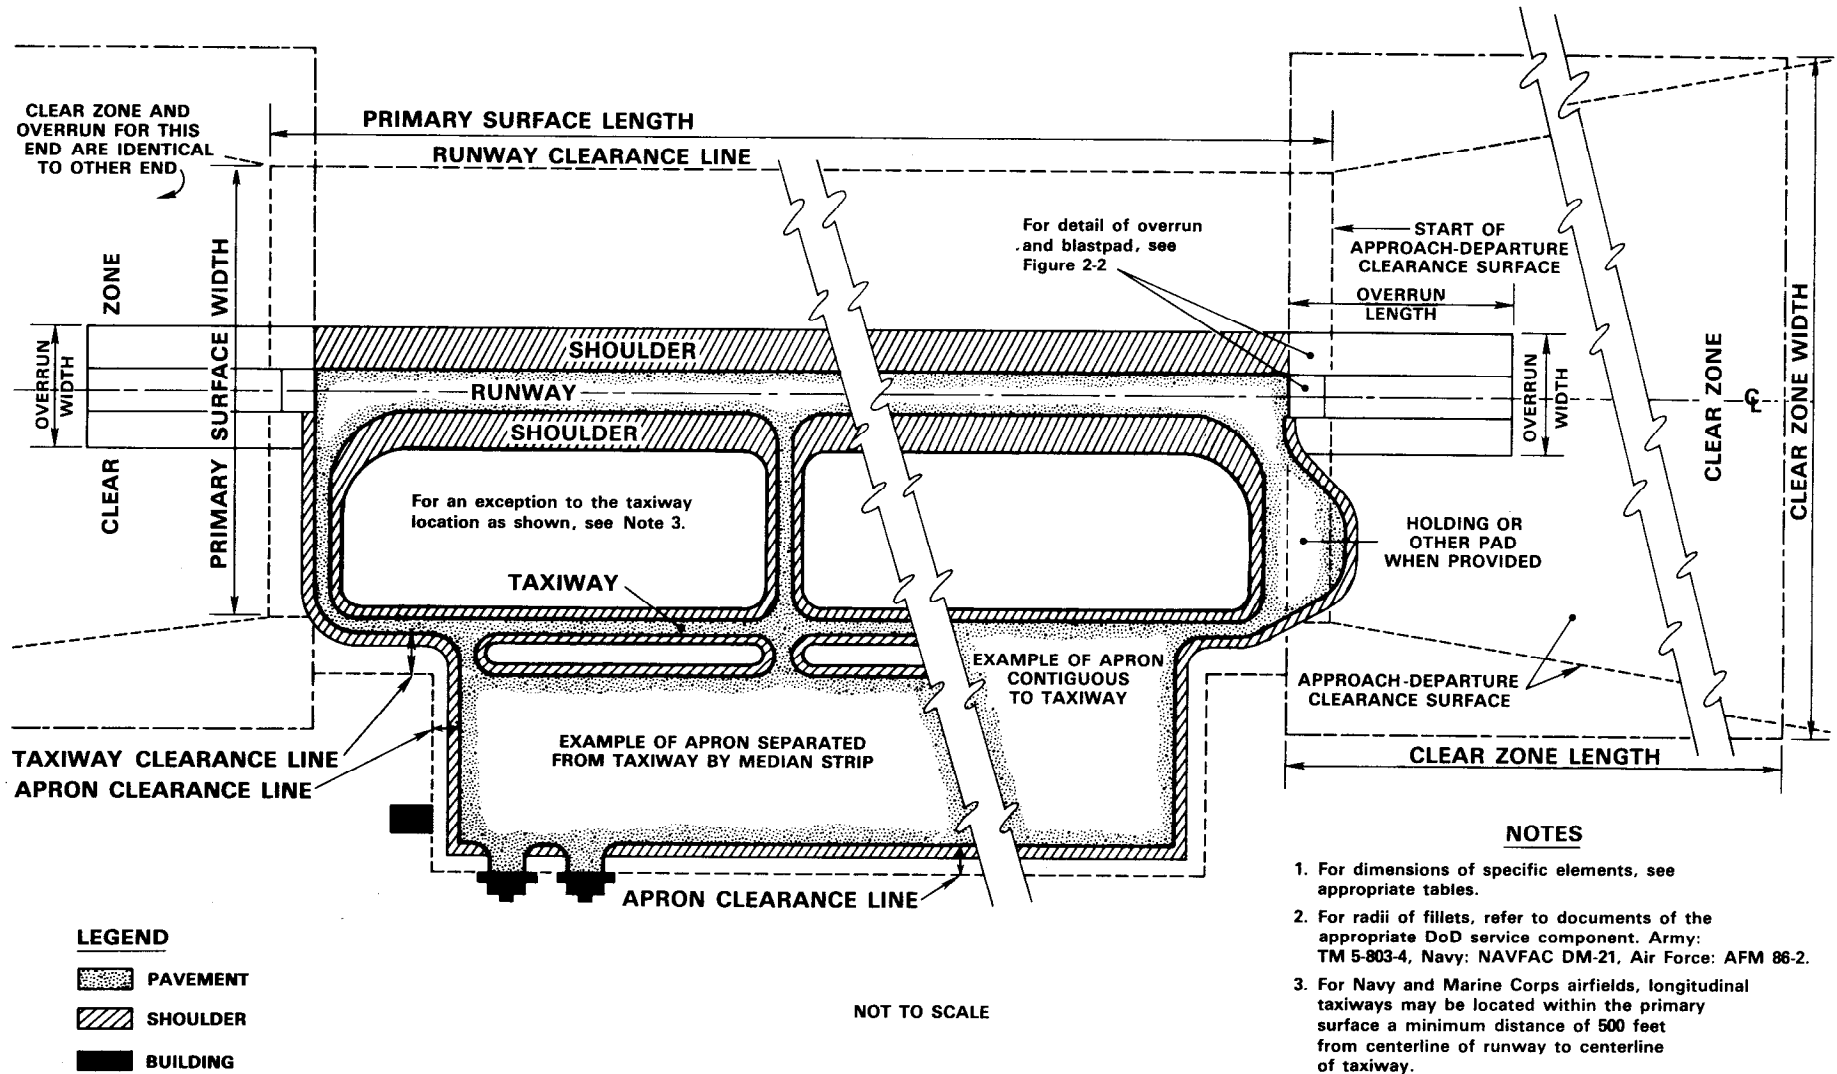 CLEAR ZONE AND
OVERRUN FOR THIS
END ARE IDENTICAL
TO OTHER END
PRIMARY SURFACE LENGTH
RUNWAY CLEARANCE LINE
For detail of overrun
and blastpad, see
Figure 2-2
START OF
APPROACH-DEPARTURE
CLEARANCE SURFACE
OVERRUN
LENGTH
CLEAR ZONE
OVERRUN
WIDTH
PRIMARY SURFACE WIDTH
SHOULDER
RUNWAY
SHOULDER
OVERRUN
WIDTH
CLEAR ZONE
CLEAR ZONE WIDTH
For an exception to the taxiway
location as shown, see Note 3.
HOLDING OR
OTHER PAD
WHEN PROVIDED
TAXIWAY
EXAMPLE OF APRON
CONTIGUOUS
TO TAXIWAY
APPROACH-DEPARTURE
CLEARANCE SURFACE
EXAMPLE OF APRON SEPARATED
FROM TAXIWAY BY MEDIAN STRIP
TAXIWAY CLEARANCE LINE
APRON CLEARANCE LINE
CLEAR ZONE LENGTH
APRON CLEARANCE LINE
LEGEND
PAVEMENT
SHOULDER
BUILDING
NOT TO SCALE
NOTES
1. For dimensions of specific elements, see
appropriate tables.
2. For radii of fillets, refer to documents of the
appropriate DoD service component. Army:
TM 5-803-4, Navy: NAVFAC DM-21, Air Force: AFM 86-2.
3. For Navy and Marine Corps airfields, longitudinal
taxiways may be located within the primary
surface a minimum distance of 500 feet
from centerline of runway to centerline
of taxiway.